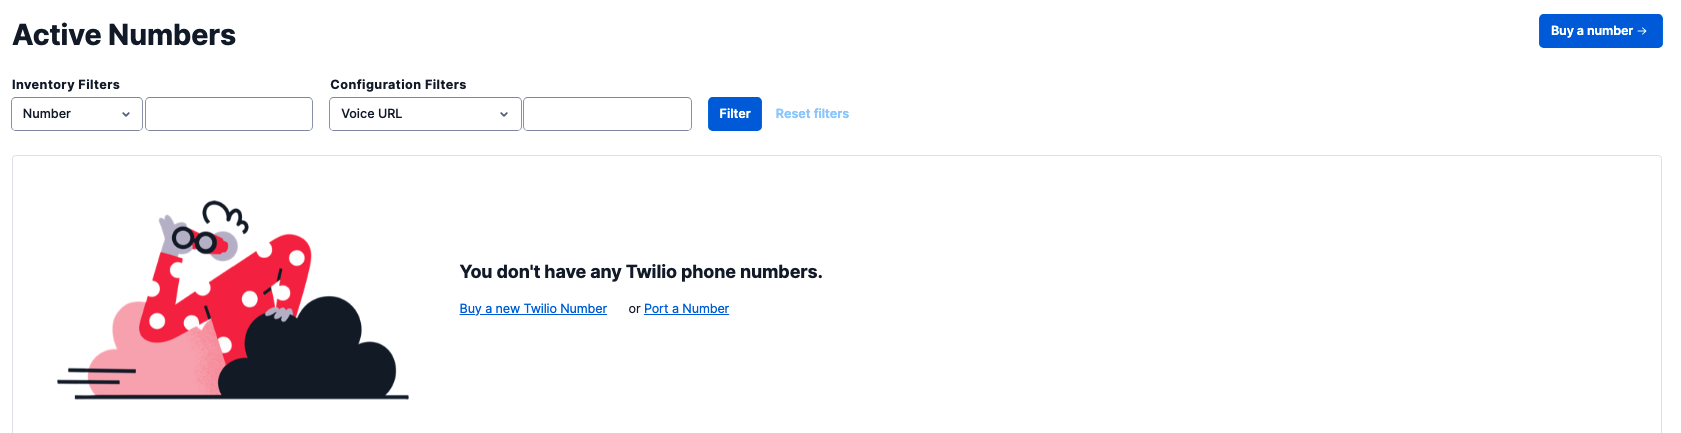 Active Numbers
Buy a number →
Inventory Filters
Configuration Filters
Number
Voice URL
Filter
Reset filters
You don't have any Twilio phone numbers.
Buy a new Twilio Number or Port a Number